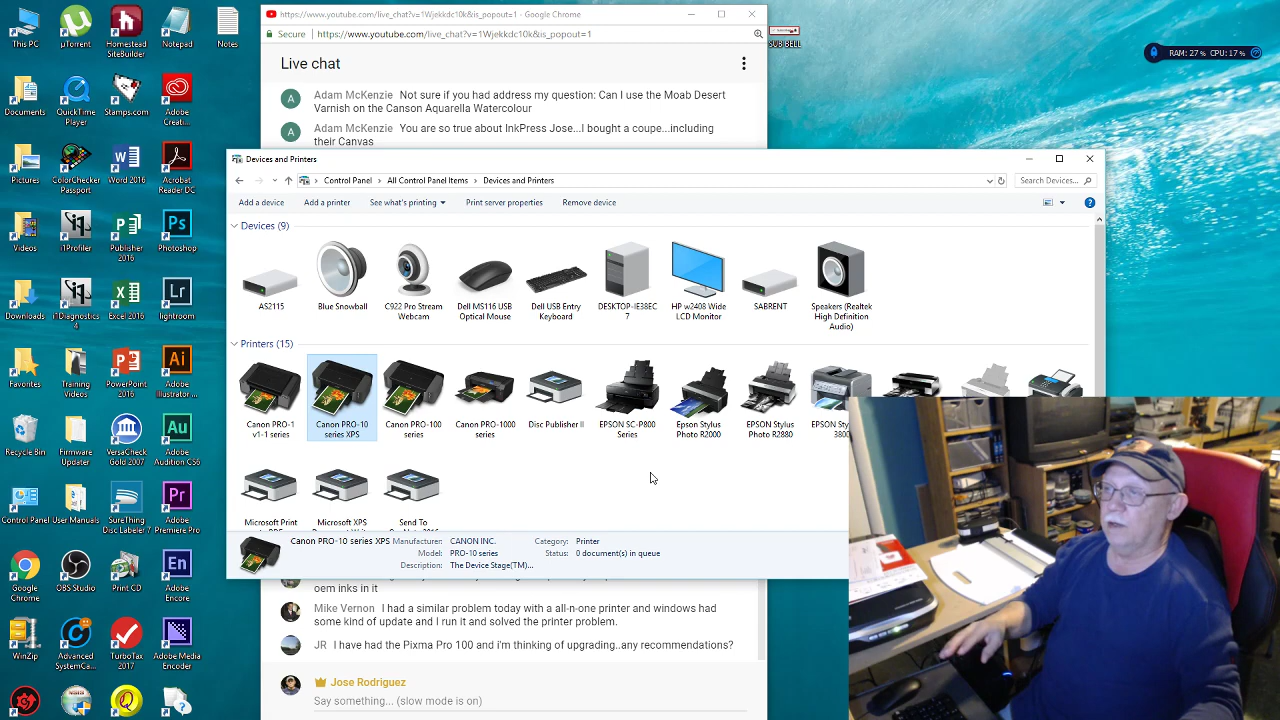 https://www.youtube.com/live_chat?v=1Wjekkdc10k&is_popout=1 - Google Chrome
Secure https://www.youtube.com/live_chat?v=1Wjekkdc10k&is_popout=1
Live chat
Adam McKenzie Not sure if you had address my question: Can I use the Moab Desert
Varnish on the Canson Aquarella Watercolour
Adam McKenzie You are so true about InkPress Jose...I bought a coupe...including
their Canvas
SUB BELL
RAM: 27 % CPU: 17 %
This PC
µTorrent
Homestead
SiteBuilder
Notepad
Notes
Documents
QuickTime
Player
Stamps.com
Adobe
Creati...
Pictures
ColorChecker
Passport
Word 2016
Acrobat
Reader DC
Videos
i1Profiler
Publisher
2016
Photoshop
Downloads
i1Diagnostics
4
Excel 2016
lightroom
Favorites
Training
Videos
PowerPoint
2016
Adobe
Illustrator ...
Recycle Bin
Firmware
Updater
VersaCheck
Gold 2007
Adobe
Audition CS6
Control Panel
User Manuals
SureThing
Disc Labeler 7
Adobe
Premiere Pro
Google
Chrome
OBS Studio
Print CD
Adobe
Encore
WinZip
Advanced
SystemCa...
TurboTax
2017
Adobe Media
Encoder
Devices and Printers
Control Panel > All Control Panel Items > Devices and Printers
Search Devices...
Add a device
Add a printer
See what's printing
Print server properties
Remove device
Devices (9)
AS2115
Blue Snowball
C922 Pro Stream
Webcam
Dell MS116 USB
Optical Mouse
Dell USB Entry
Keyboard
DESKTOP-IE38EC
7
HP w2408 Wide
LCD Monitor
SABRENT
Speakers (Realtek
High Definition
Audio)
Printers (15)
Canon PRO-1
v1-1 series
Canon PRO-10
series XPS
Canon PRO-100
series
Canon PRO-1000
series
Disc Publisher II
EPSON SC-P800
Series
Epson Stylus
Photo R2000
EPSON Stylus
Photo R2880
EPSON Sty
3800
Microsoft Print
Microsoft XPS
Send To
Canon PRO-10 series XPS
Manufacturer: CANON INC.
Model: PRO-10 series
Description: The Device Stage(TM)...
Category: Printer
Status: 0 document(s) in queue
oem inks in it
Mike Vernon I had a similar problem today with a all-n-one printer and windows had
some kind of update and I run it and solved the printer problem.
JR I have had the Pixma Pro 100 and i'm thinking of upgrading..any recommendations?
Jose Rodriguez
Say something... (slow mode is on)